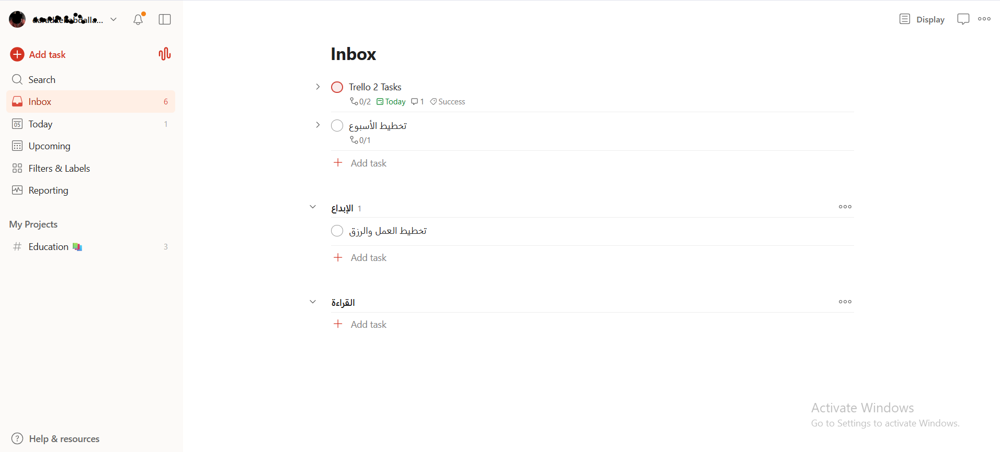 Add task
Search
Inbox 6
05
Today 1
Upcoming
Filters & Labels
Reporting
My Projects
Education 3
Help & resources
Display
Inbox
Trello 2 Tasks
0/2 Today 1 Success
تخطيط الأسبوع
0/1
Add task
الإبداع 1
تخطيط العمل والرزق
Add task
القراءة
Add task
Activate Windows
Go to Settings to activate Windows.